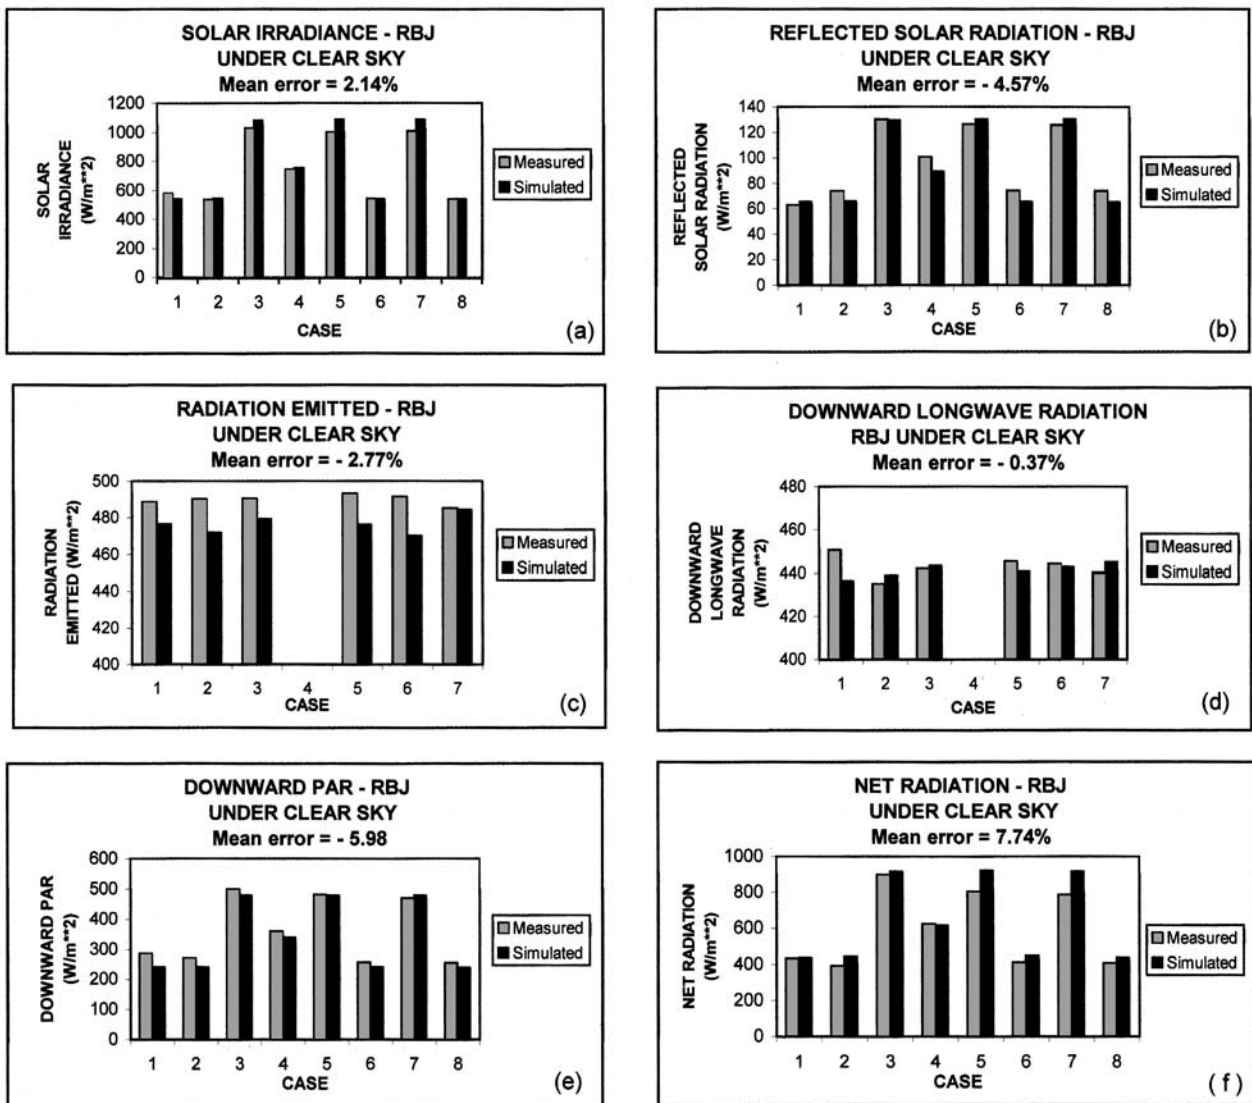 SOLAR IRRADIANCE - RBJ
UNDER CLEAR SKY
Mean error = 2.14%
1200
1000
800
600
400
200
0
SOLAR
IRRADIANCE
(W/m**2)
1 2 3 4 5 6 7 8
CASE
Measured
Simulated
(a)
REFLECTED SOLAR RADIATION - RBJ
UNDER CLEAR SKY
Mean error = - 4.57%
140
120
100
80
60
40
20
0
REFLECTED
SOLAR RADIATION
(W/m**2)
1 2 3 4 5 6 7 8
CASE
Measured
Simulated
(b)
RADIATION EMITTED - RBJ
UNDER CLEAR SKY
Mean error = - 2.77%
500
480
460
440
420
400
RADIATION
EMITTED (W/m**2)
1 2 3 4 5 6 7
CASE
Measured
Simulated
(c)
DOWNWARD LONGWAVE RADIATION
RBJ UNDER CLEAR SKY
Mean error = - 0.37%
480
460
440
420
400
DOWNWARD
LONGWAVE
RADIATION
(W/m**2)
1 2 3 4 5 6 7
CASE
Measured
Simulated
(d)
DOWNWARD PAR - RBJ
UNDER CLEAR SKY
Mean error = - 5.98
600
500
400
300
200
100
0
DOWNWARD PAR
(W/m**2)
1 2 3 4 5 6 7 8
CASE
Measured
Simulated
(e)
NET RADIATION - RBJ
UNDER CLEAR SKY
Mean error = 7.74%
1000
800
600
400
200
0
NET RADIATION
(W/m**2)
1 2 3 4 5 6 7 8
CASE
Measured
Simulated
( f )